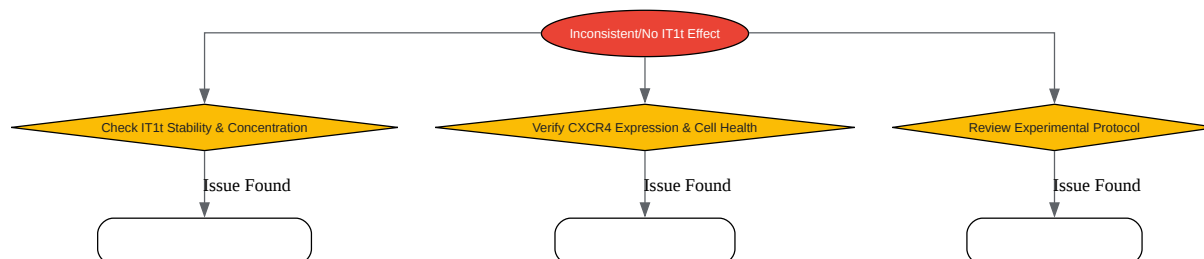 Inconsistent/No IT1t Effect
Check IT1t Stability & Concentration
Verify CXCR4 Expression & Cell Health
Review Experimental Protocol
Issue Found
Issue Found
Issue Found